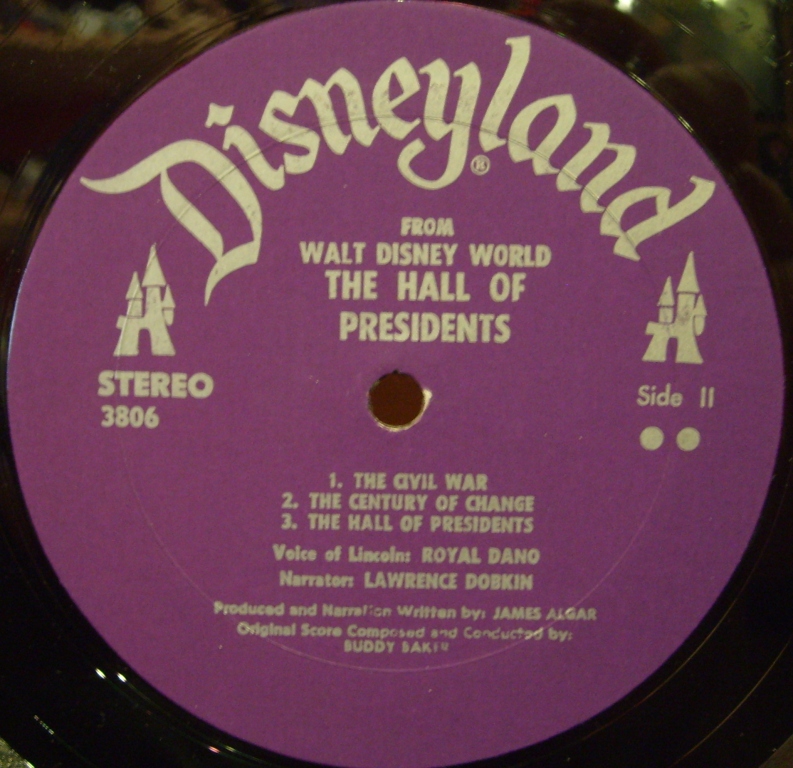 Disneyland®
FROM
WALT DISNEY WORLD
THE HALL OF
PRESIDENTS
STEREO
3806
Side II
1. THE CIVIL WAR
2. THE CENTURY OF CHANGE
3. THE HALL OF PRESIDENTS
Voice of Lincoln: ROYAL DANO
Narrator: LAWRENCE DOBKIN
Produced and Narration Written by: JAMES ALGAR
Original Score Composed and Conducted by:
BUDDY BAKER